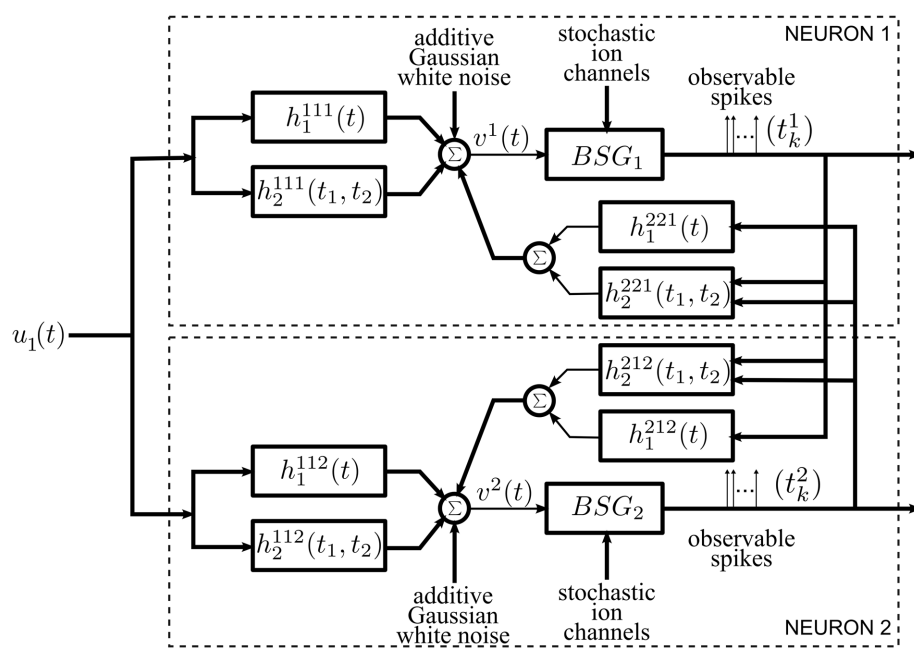 NEURON 1
additive
Gaussian
white noise
stochastic
ion
channels
observable
spikes
h_1^{111}(t)
Σ
v^1(t)
BSG_1
... (t_k^1)
h_2^{111}(t_1, t_2)
h_1^{221}(t)
Σ
h_2^{221}(t_1, t_2)
u_1(t)
h_2^{212}(t_1, t_2)
Σ
h_1^{212}(t)
h_1^{112}(t)
Σ
v^2(t)
BSG_2
... (t_k^2)
h_2^{112}(t_1, t_2)
observable
spikes
additive
Gaussian
white noise
stochastic
ion
channels
NEURON 2